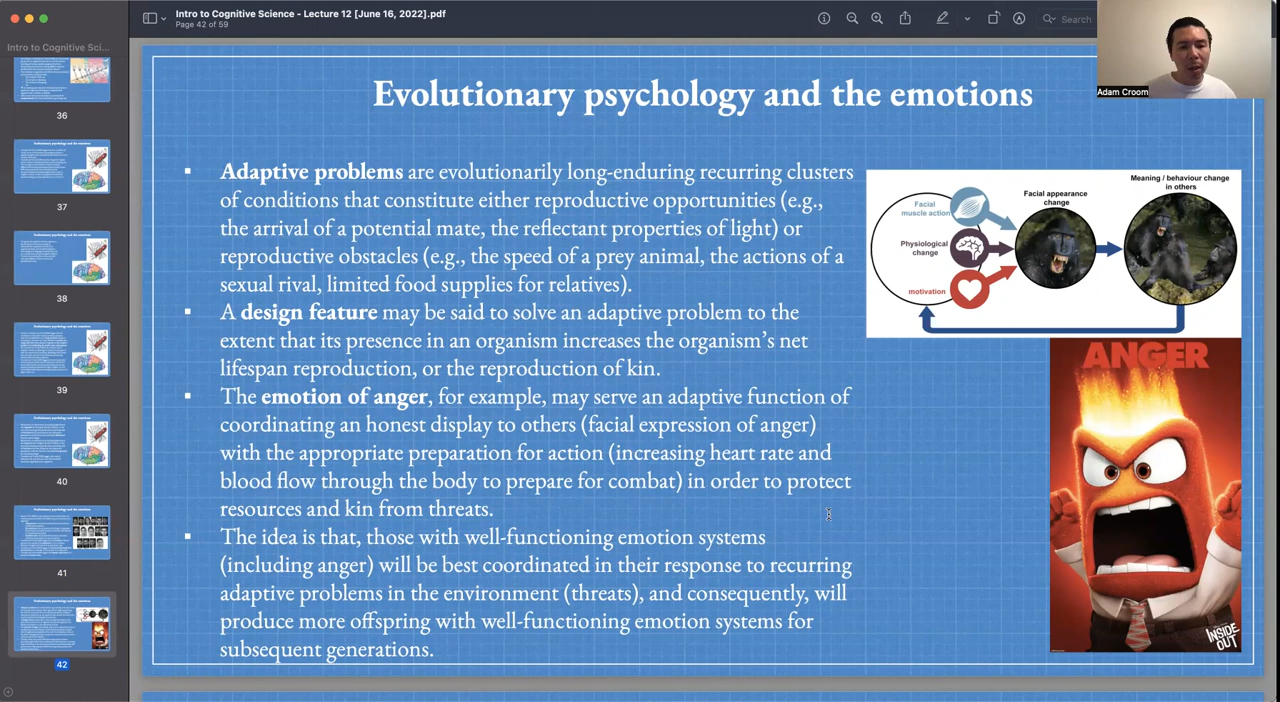 Intro to Cognitive Science - Lecture 12 [June 16, 2022].pdf
Page 42 of 59
Search
Adam Croom
Intro to Cognitive Sci...
36
37
38
39
40
41
42
Evolutionary psychology and the emotions
Adaptive problems are evolutionarily long-enduring recurring clusters
of conditions that constitute either reproductive opportunities (e.g.,
the arrival of a potential mate, the reflectant properties of light) or
reproductive obstacles (e.g., the speed of a prey animal, the actions of a
sexual rival, limited food supplies for relatives).
A design feature may be said to solve an adaptive problem to the
extent that its presence in an organism increases the organism's net
lifespan reproduction, or the reproduction of kin.
The emotion of anger, for example, may serve an adaptive function of
coordinating an honest display to others (facial expression of anger)
with the appropriate preparation for action (increasing heart rate and
blood flow through the body to prepare for combat) in order to protect
resources and kin from threats.
The idea is that, those with well-functioning emotion systems
(including anger) will be best coordinated in their response to recurring
adaptive problems in the environment (threats), and consequently, will
produce more offspring with well-functioning emotion systems for
subsequent generations.
Facial
muscle action
Physiological
change
motivation
Facial appearance
change
Meaning / behaviour change
in others
ANGER
INSIDE
OUT